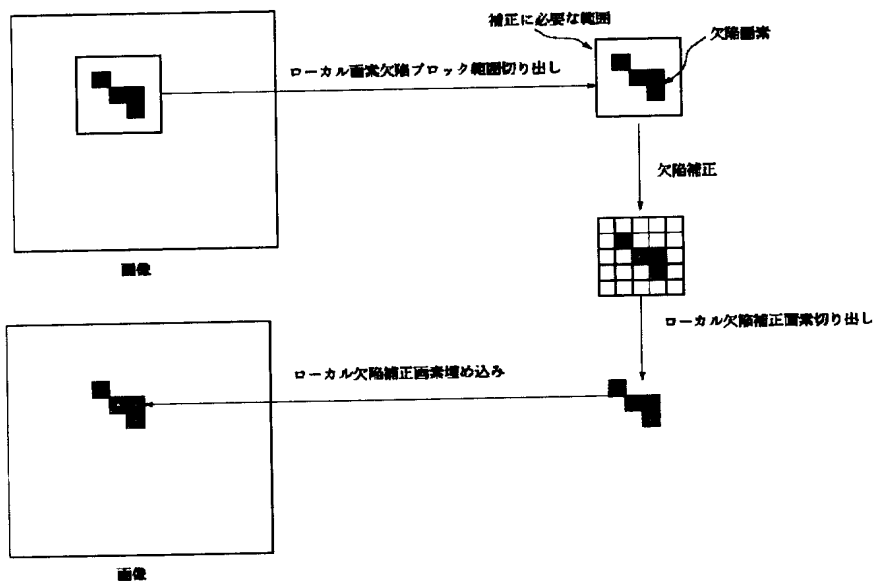 補正に必要な範囲
欠陥画素
ローカル画素欠陥ブロック範囲切り出し
欠陥補正
画像
ローカル欠陥補正画素切り出し
ローカル欠陥補正画素埋め込み
画像